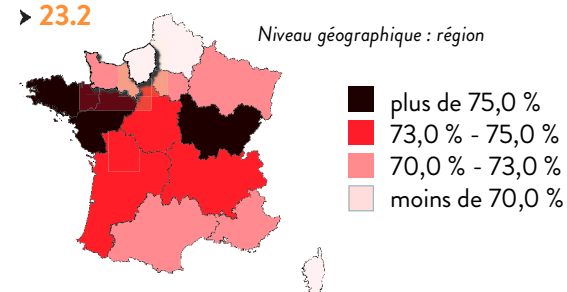 ➤ 23.2
Niveau géographique : région
plus de 75,0 %
73,0 % - 75,0 %
70,0 % - 73,0 %
moins de 70,0 %